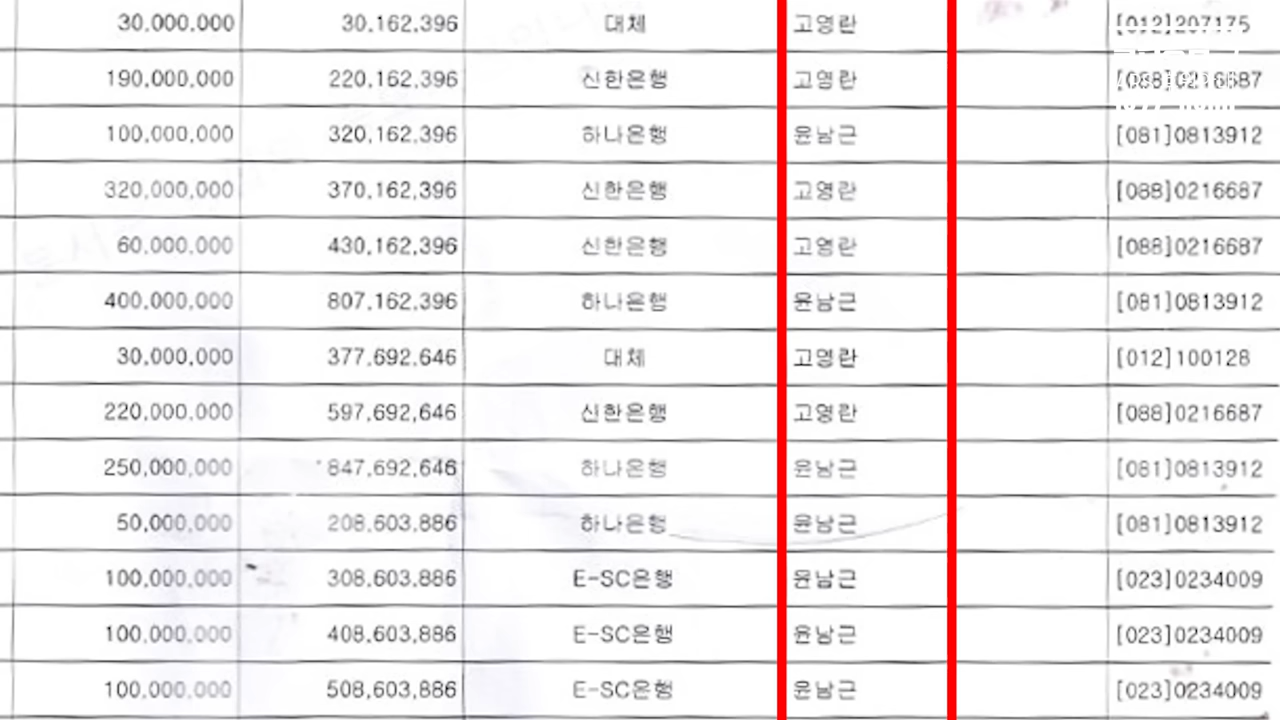 30,000,000 30,162,396 대체 고영란 [012]207175
190,000,000 220,162,396 신한은행 고영란 [088]0216687
100,000,000 320,162,396 하나은행 윤남근 [081]0813912
320,000,000 370,162,396 신한은행 고영란 [088]0216687
60,000,000 430,162,396 신한은행 고영란 [088]0216687
400,000,000 807,162,396 하나은행 윤남근 [081]0813912
30,000,000 377,692,646 대체 고영란 [012]100128
220,000,000 597,692,646 신한은행 고영란 [088]0216687
250,000,000 847,692,646 하나은행 윤남근 [081]0813912
50,000,000 208,603,886 하나은행 윤남근 [081]0813912
100,000,000 308,603,886 E-SC은행 윤남근 [023]0234009
100,000,000 408,603,886 E-SC은행 윤남근 [023]0234009
100,000,000 508,603,886 E-SC은행 윤남근 [023]0234009